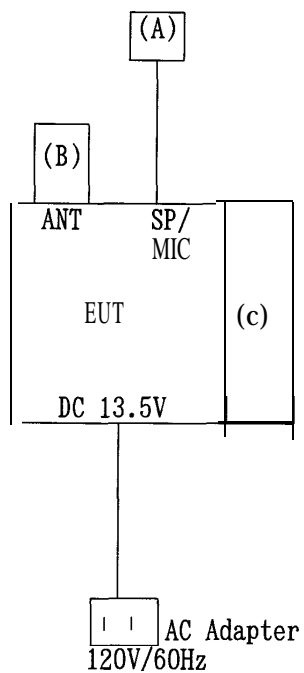 (A)
(B)
ANT SP/
MIC
EUT (c)
DC 13.5V
AC Adapter
120V/60Hz